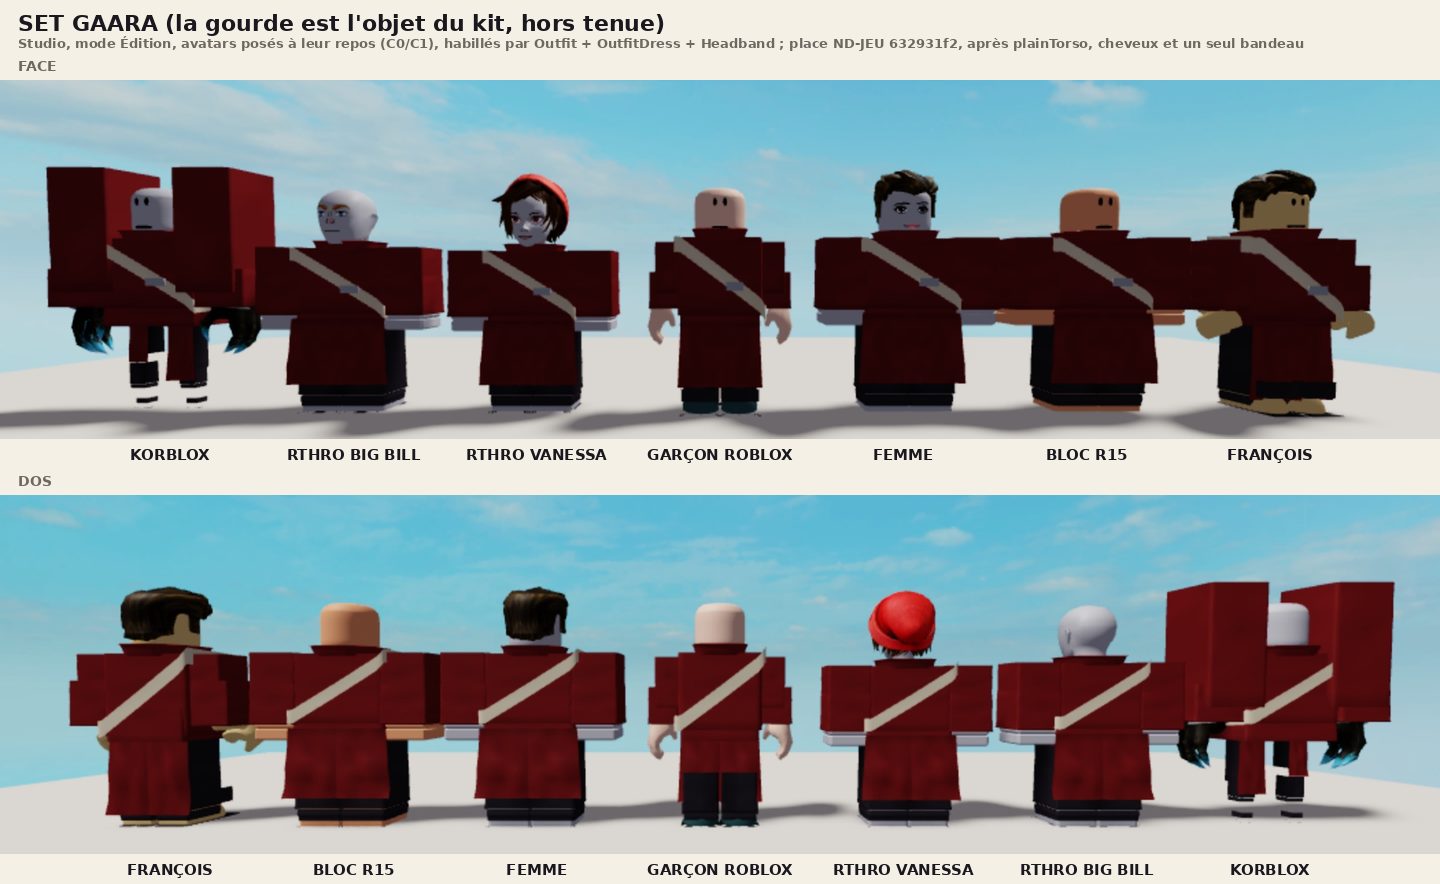 SET GAARA (la gourde est l'objet du kit, hors tenue)
Studio, mode Édition, avatars posés à leur repos (C0/C1), habillés par Outfit + OutfitDress + Headband ; place ND-JEU 632931f2, après plainTorso, cheveux et un seul bandeau
FACE
KORBLOX RTHRO BIG BILL RTHRO VANESSA GARÇON ROBLOX FEMME BLOC R15 FRANÇOIS
DOS
FRANÇOIS BLOC R15 FEMME GARÇON ROBLOX RTHRO VANESSA RTHRO BIG BILL KORBLOX